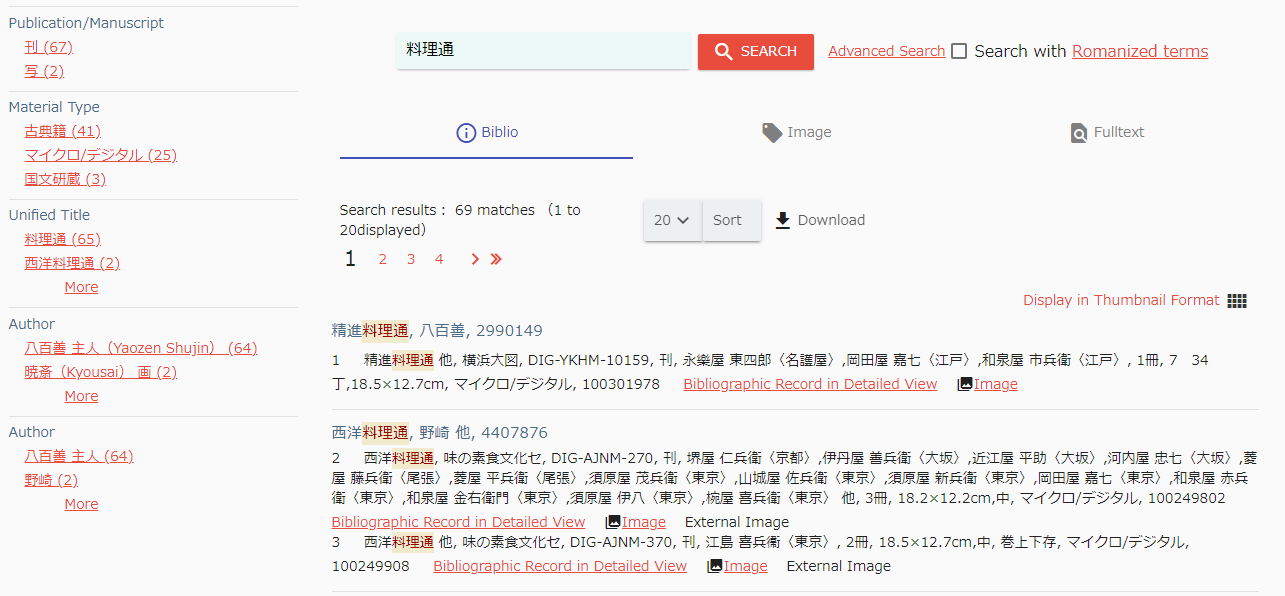 Publication/Manuscript
刊 (67)
写 (2)
Material Type
古典籍 (41)
マイクロ/デジタル (25)
国文研蔵 (3)
Unified Title
料理通 (65)
西洋料理通 (2)
More
Author
八百善 主人（Yaozen Shujin） (64)
暁斎（Kyousai） 画 (2)
More
Author
八百善 主人 (64)
野崎 (2)
More
料理通
SEARCH
Advanced Search
Search with Romanized terms
Biblio
Image
Fulltext
Search results： 69 matches （1 to
20displayed）
20
Sort
Download
1 2 3 4
Display in Thumbnail Format
精進料理通, 八百善, 2990149
1 精進料理通 他, 横浜大図, DIG-YKHM-10159, 刊, 永樂屋 東四郎〈名護屋〉,岡田屋 嘉七〈江戸〉,和泉屋 市兵衛〈江戸〉, 1冊, 7 34
丁,18.5×12.7cm, マイクロ/デジタル, 100301978 Bibliographic Record in Detailed View Image
西洋料理通, 野崎 他, 4407876
2 西洋料理通, 味の素食文化セ, DIG-AJNM-270, 刊, 堺屋 仁兵衛〈京都〉,伊丹屋 善兵衛〈大坂〉,近江屋 平助〈大坂〉,河内屋 忠七〈大坂〉,菱
屋 藤兵衛〈尾張〉,菱屋 平兵衛〈尾張〉,須原屋 茂兵衛〈東京〉,山城屋 佐兵衛〈東京〉,須原屋 新兵衛〈東京〉,岡田屋 嘉七〈東京〉,和泉屋 赤兵
衛〈東京〉,和泉屋 金右衛門〈東京〉,須原屋 伊八〈東京〉,椀屋 喜兵衛〈東京〉 他, 3冊, 18.2×12.2cm,中, マイクロ/デジタル, 100249802
Bibliographic Record in Detailed View Image External Image
3 西洋料理通 他, 味の素食文化セ, DIG-AJNM-370, 刊, 江島 喜兵衛〈東京〉, 2冊, 18.5×12.7cm,中, 巻上下存, マイクロ/デジタル,
100249908 Bibliographic Record in Detailed View Image External Image